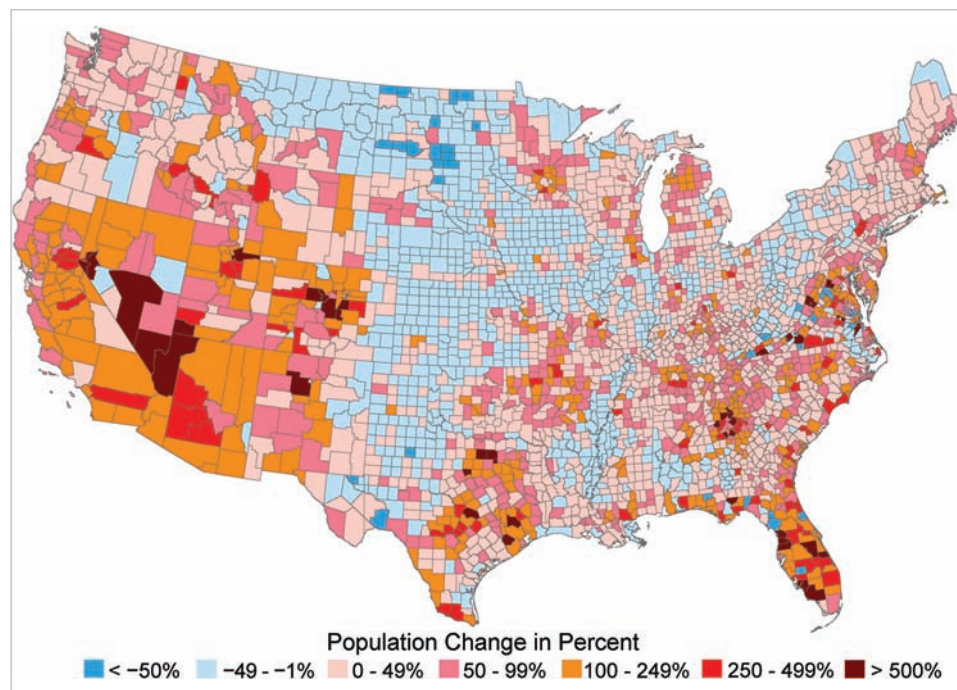 Population Change in Percent
< −50% −49 - −1% 0 - 49% 50 - 99% 100 - 249% 250 - 499% > 500%